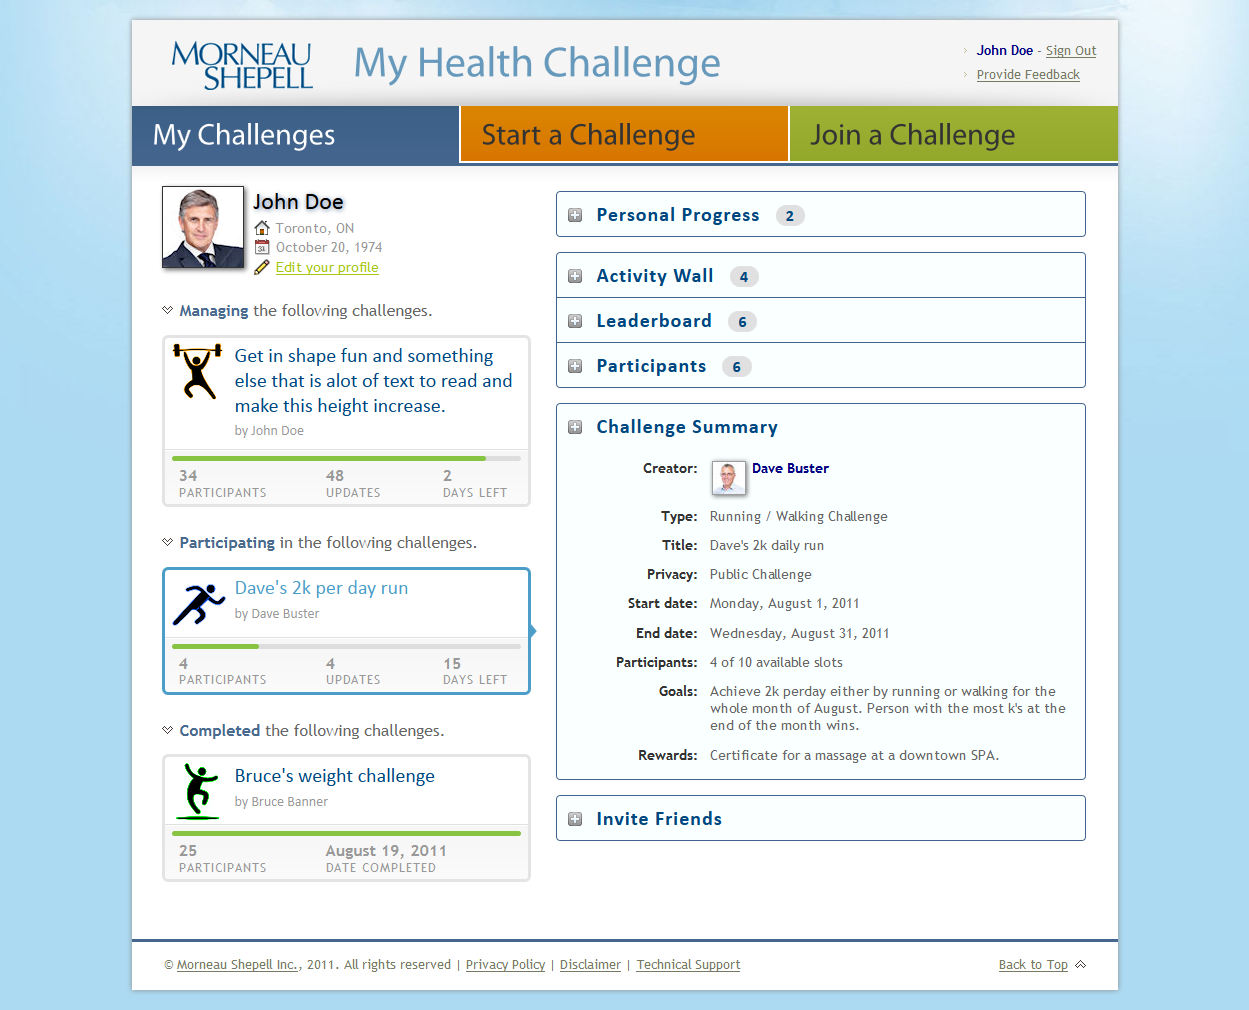 MORNEAU
SHEPELL
My Health Challenge
John Doe - Sign Out
Provide Feedback
My Challenges
Start a Challenge
Join a Challenge
John Doe
Toronto, ON
31
October 20, 1974
Edit your profile
Managing the following challenges.
Get in shape fun and something
else that is alot of text to read and
make this height increase.
by John Doe
34 48 2
PARTICIPANTS UPDATES DAYS LEFT
Participating in the following challenges.
Dave's 2k per day run
by Dave Buster
4 4 15
PARTICIPANTS UPDATES DAYS LEFT
Completed the following challenges.
Bruce's weight challenge
by Bruce Banner
25 August 19, 2011
PARTICIPANTS DATE COMPLETED
Personal Progress 2
Activity Wall 4
Leaderboard 6
Participants 6
Challenge Summary
Creator: Dave Buster
Type: Running / Walking Challenge
Title: Dave's 2k daily run
Privacy: Public Challenge
Start date: Monday, August 1, 2011
End date: Wednesday, August 31, 2011
Participants: 4 of 10 available slots
Goals: Achieve 2k perday either by running or walking for the
whole month of August. Person with the most k's at the
end of the month wins.
Rewards: Certificate for a massage at a downtown SPA.
Invite Friends
© Morneau Shepell Inc., 2011. All rights reserved | Privacy Policy | Disclaimer | Technical Support
Back to Top